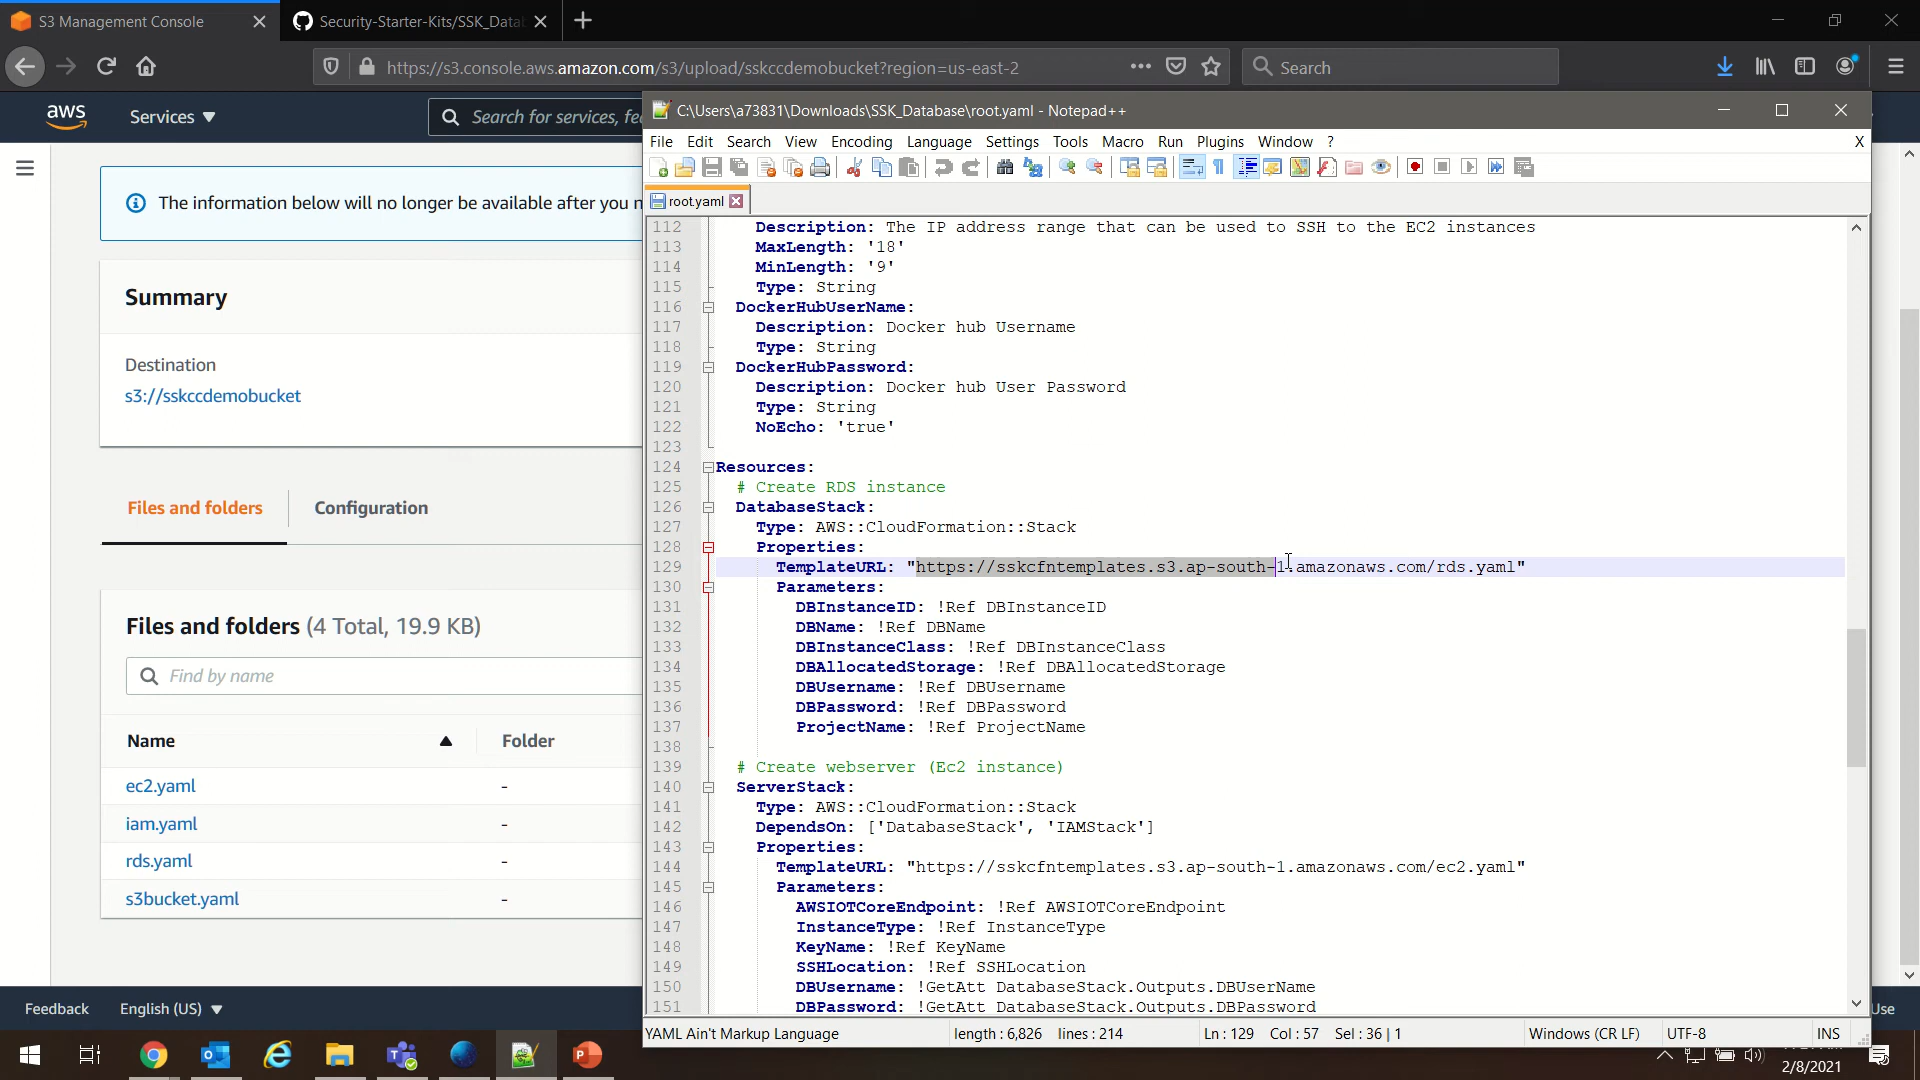 S3 Management Console
Security-Starter-Kits/SSK_Data
https://s3.console.aws.amazon.com/s3/upload/sskccdemobucket?region=us-east-2
Search
aws
Services
Search for services, fe
The information below will no longer be available after you n
Summary
Destination
s3://sskccdemobucket
Files and folders
Configuration
Files and folders (4 Total, 19.9 KB)
Find by name
Name
Folder
ec2.yaml
-
iam.yaml
-
rds.yaml
-
s3bucket.yaml
-
Feedback
English (US)
Use
C:\Users\a73831\Downloads\SSK_Database\root.yaml - Notepad++
File Edit Search View Encoding Language Settings Tools Macro Run Plugins Window ?
X
root.yaml
112 Description: The IP address range that can be used to SSH to the EC2 instances
113 MaxLength: '18'
114 MinLength: '9'
115 Type: String
116 DockerHubUserName:
117 Description: Docker hub Username
118 Type: String
119 DockerHubPassword:
120 Description: Docker hub User Password
121 Type: String
122 NoEcho: 'true'
123
124 Resources:
125 # Create RDS instance
126 DatabaseStack:
127 Type: AWS::CloudFormation::Stack
128 Properties:
129 TemplateURL: "https://sskcfntemplates.s3.ap-south-1.amazonaws.com/rds.yaml"
130 Parameters:
131 DBInstanceID: !Ref DBInstanceID
132 DBName: !Ref DBName
133 DBInstanceClass: !Ref DBInstanceClass
134 DBAllocatedStorage: !Ref DBAllocatedStorage
135 DBUsername: !Ref DBUsername
136 DBPassword: !Ref DBPassword
137 ProjectName: !Ref ProjectName
138
139 # Create webserver (Ec2 instance)
140 ServerStack:
141 Type: AWS::CloudFormation::Stack
142 DependsOn: ['DatabaseStack', 'IAMStack']
143 Properties:
144 TemplateURL: "https://sskcfntemplates.s3.ap-south-1.amazonaws.com/ec2.yaml"
145 Parameters:
146 AWSIOTCoreEndpoint: !Ref AWSIOTCoreEndpoint
147 InstanceType: !Ref InstanceType
148 KeyName: !Ref KeyName
149 SSHLocation: !Ref SSHLocation
150 DBUsername: !GetAtt DatabaseStack.Outputs.DBUserName
151 DBPassword: !GetAtt DatabaseStack.Outputs.DBPassword
YAML Ain't Markup Language
length : 6,826 lines : 214
Ln : 129 Col : 57 Sel : 36 | 1
Windows (CR LF)
UTF-8
INS
2/8/2021